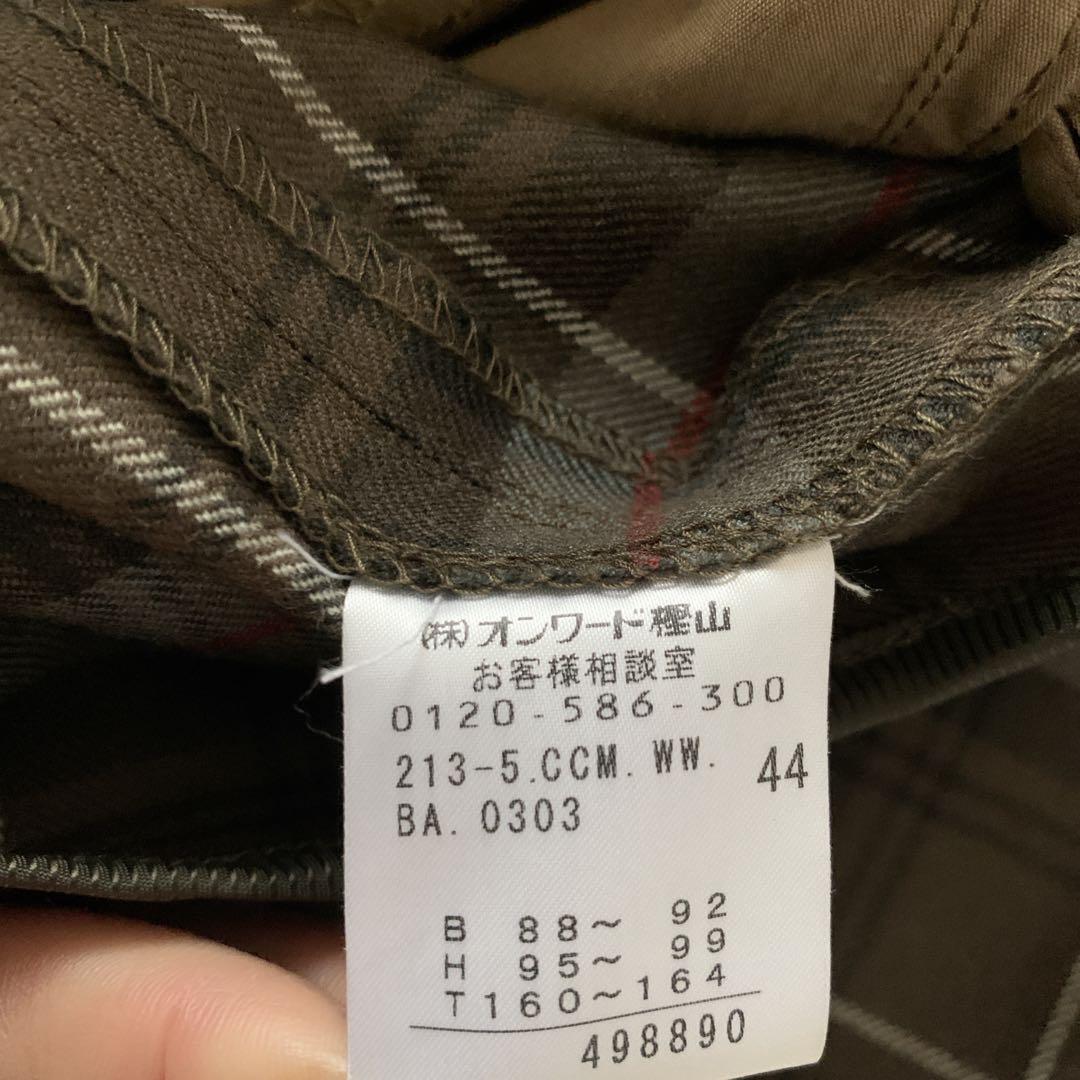 (株)オンワード樫山
お客様相談室
0120-586-300
213-5.CCM.WW. 44
BA.0303
B 88～ 92
H 95～ 99
T160～164
498890